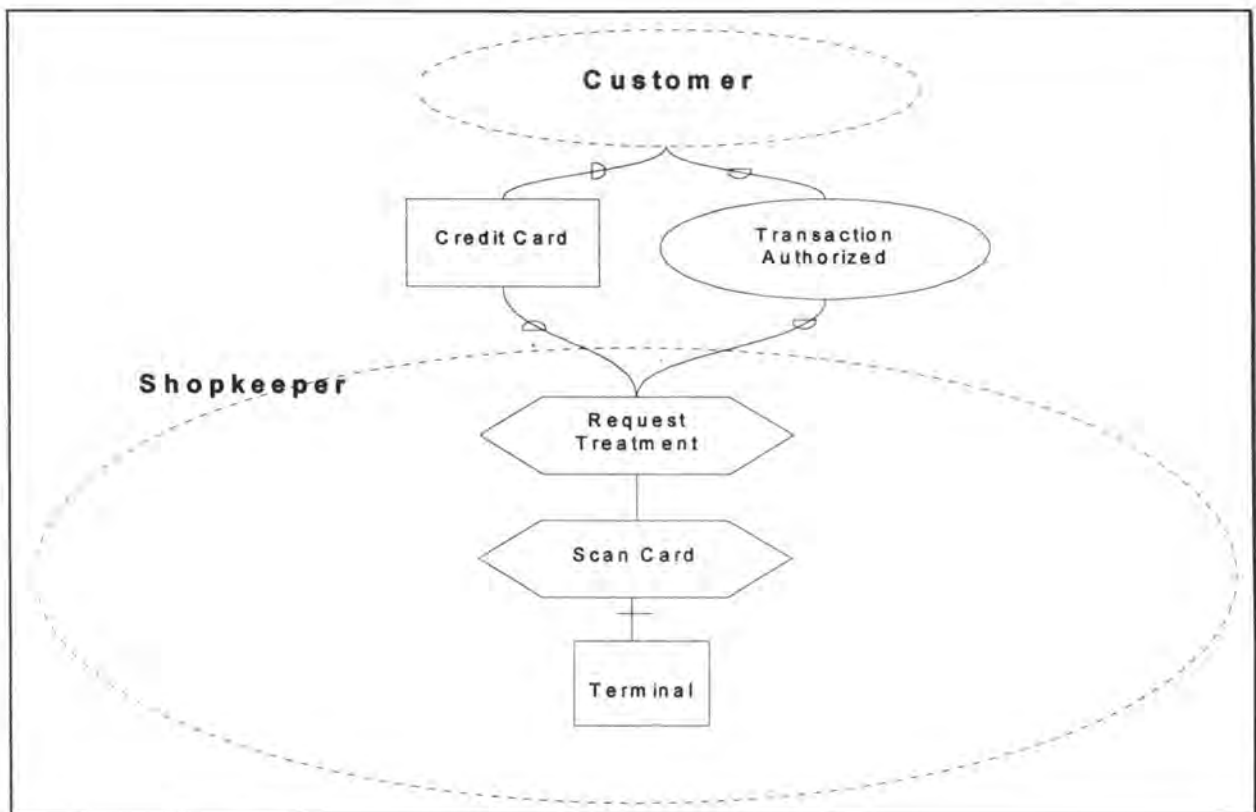 Customer
Credit Card
Transaction
Authorized
Shopkeeper
Request
Treatment
Scan Card
Terminal